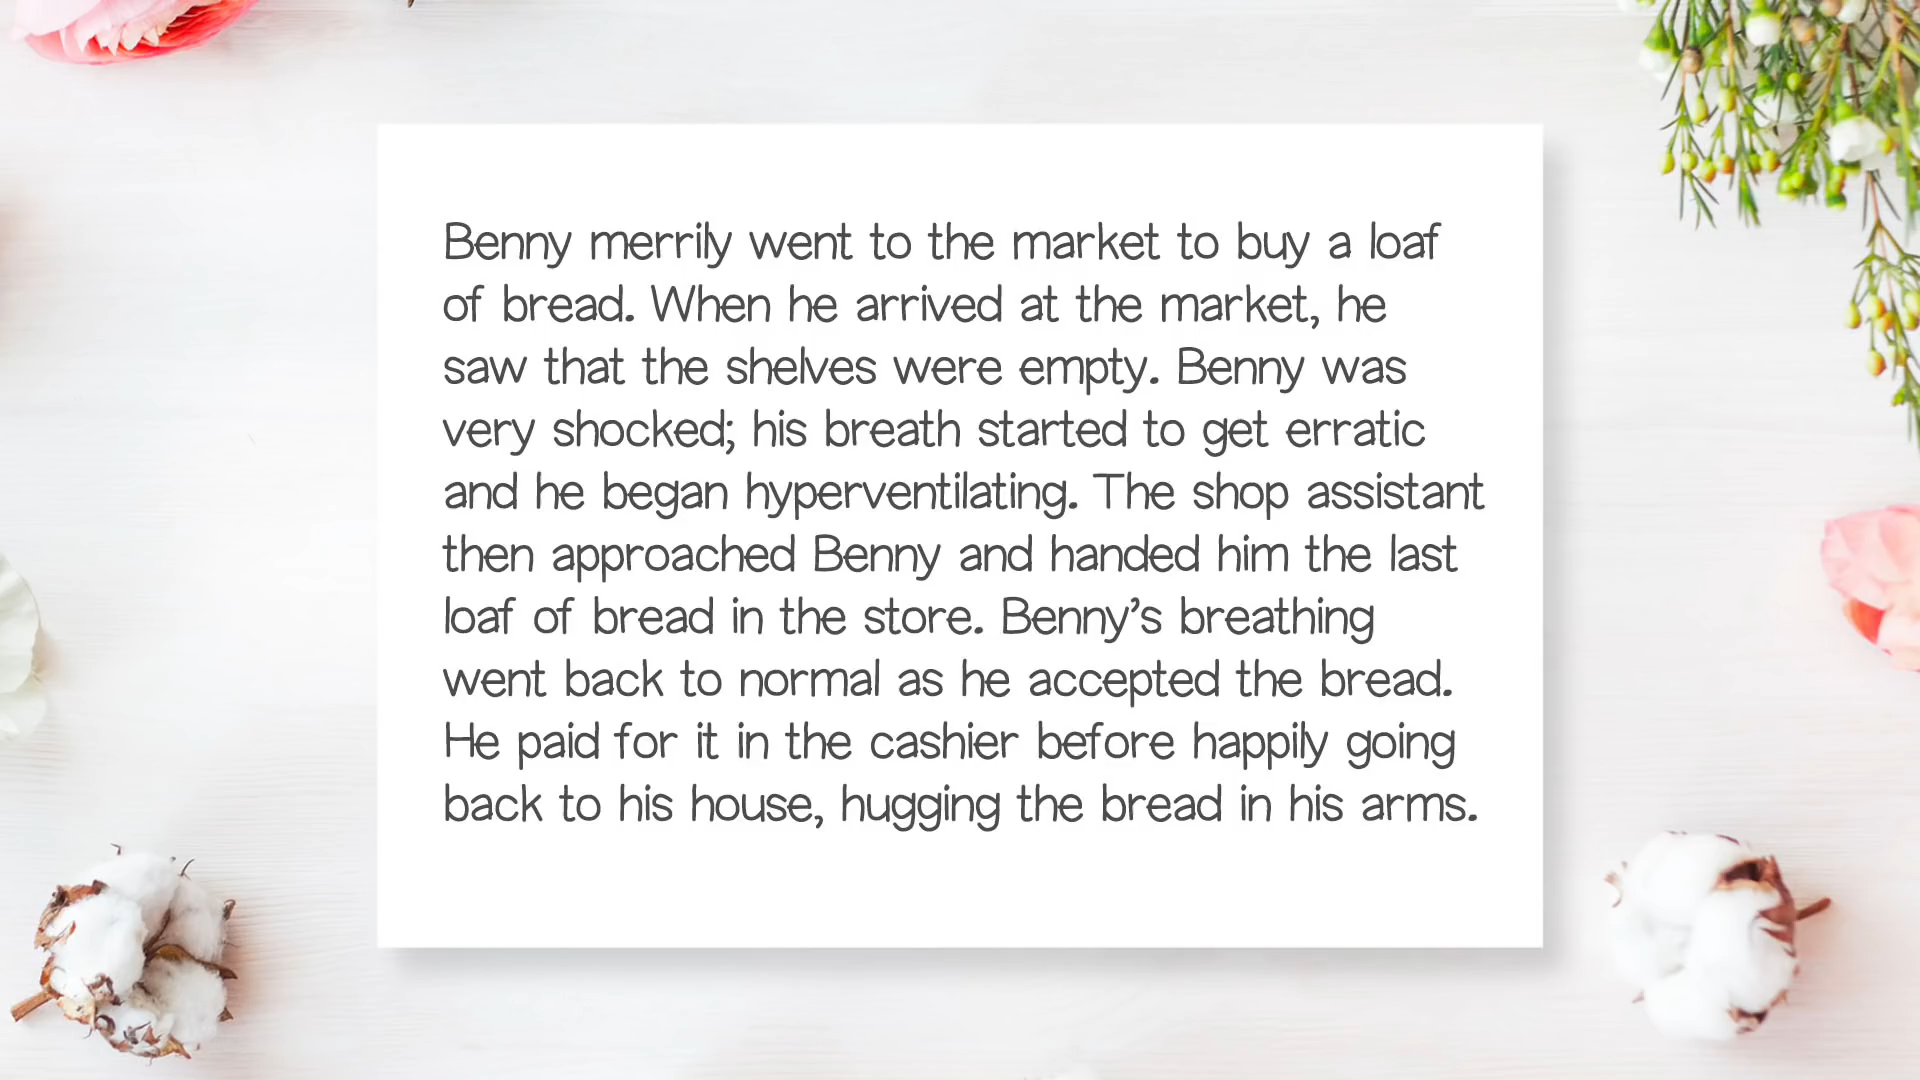 Benny merrily went to the market to buy a loaf
of bread. When he arrived at the market, he
saw that the shelves were empty. Benny was
very shocked; his breath started to get erratic
and he began hyperventilating. The shop assistant
then approached Benny and handed him the last
loaf of bread in the store. Benny’s breathing
went back to normal as he accepted the bread.
He paid for it in the cashier before happily going
back to his house, hugging the bread in his arms.